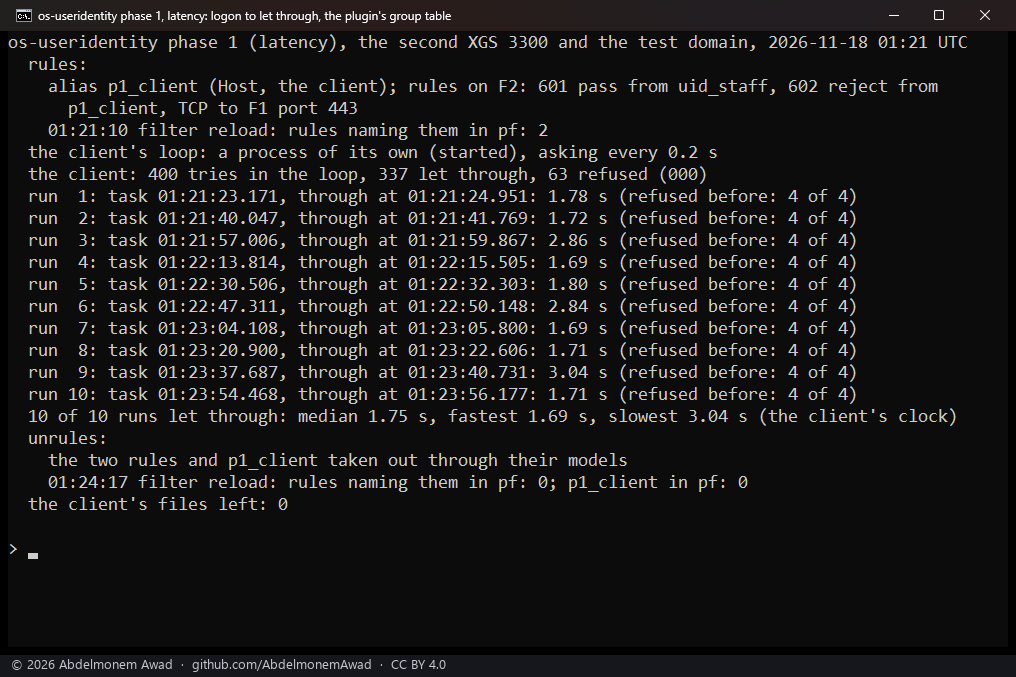 os-useridentity phase 1, latency: logon to let through, the plugin's group table
os-useridentity phase 1 (latency), the second XGS 3300 and the test domain, 2026-11-18 01:21 UTC
rules:
alias p1_client (Host, the client); rules on F2: 601 pass from uid_staff, 602 reject from
p1_client, TCP to F1 port 443
01:21:10 filter reload: rules naming them in pf: 2
the client's loop: a process of its own (started), asking every 0.2 s
the client: 400 tries in the loop, 337 let through, 63 refused (000)
run  1: task 01:21:23.171, through at 01:21:24.951: 1.78 s (refused before: 4 of 4)
run  2: task 01:21:40.047, through at 01:21:41.769: 1.72 s (refused before: 4 of 4)
run  3: task 01:21:57.006, through at 01:21:59.867: 2.86 s (refused before: 4 of 4)
run  4: task 01:22:13.814, through at 01:22:15.505: 1.69 s (refused before: 4 of 4)
run  5: task 01:22:30.506, through at 01:22:32.303: 1.80 s (refused before: 4 of 4)
run  6: task 01:22:47.311, through at 01:22:50.148: 2.84 s (refused before: 4 of 4)
run  7: task 01:23:04.108, through at 01:23:05.800: 1.69 s (refused before: 4 of 4)
run  8: task 01:23:20.900, through at 01:23:22.606: 1.71 s (refused before: 4 of 4)
run  9: task 01:23:37.687, through at 01:23:40.731: 3.04 s (refused before: 4 of 4)
run 10: task 01:23:54.468, through at 01:23:56.177: 1.71 s (refused before: 4 of 4)
10 of 10 runs let through: median 1.75 s, fastest 1.69 s, slowest 3.04 s (the client's clock)
unrules:
the two rules and p1_client taken out through their models
01:24:17 filter reload: rules naming them in pf: 0; p1_client in pf: 0
the client's files left: 0
>
© 2026 Abdelmonem Awad · github.com/AbdelmonemAwad · CC BY 4.0